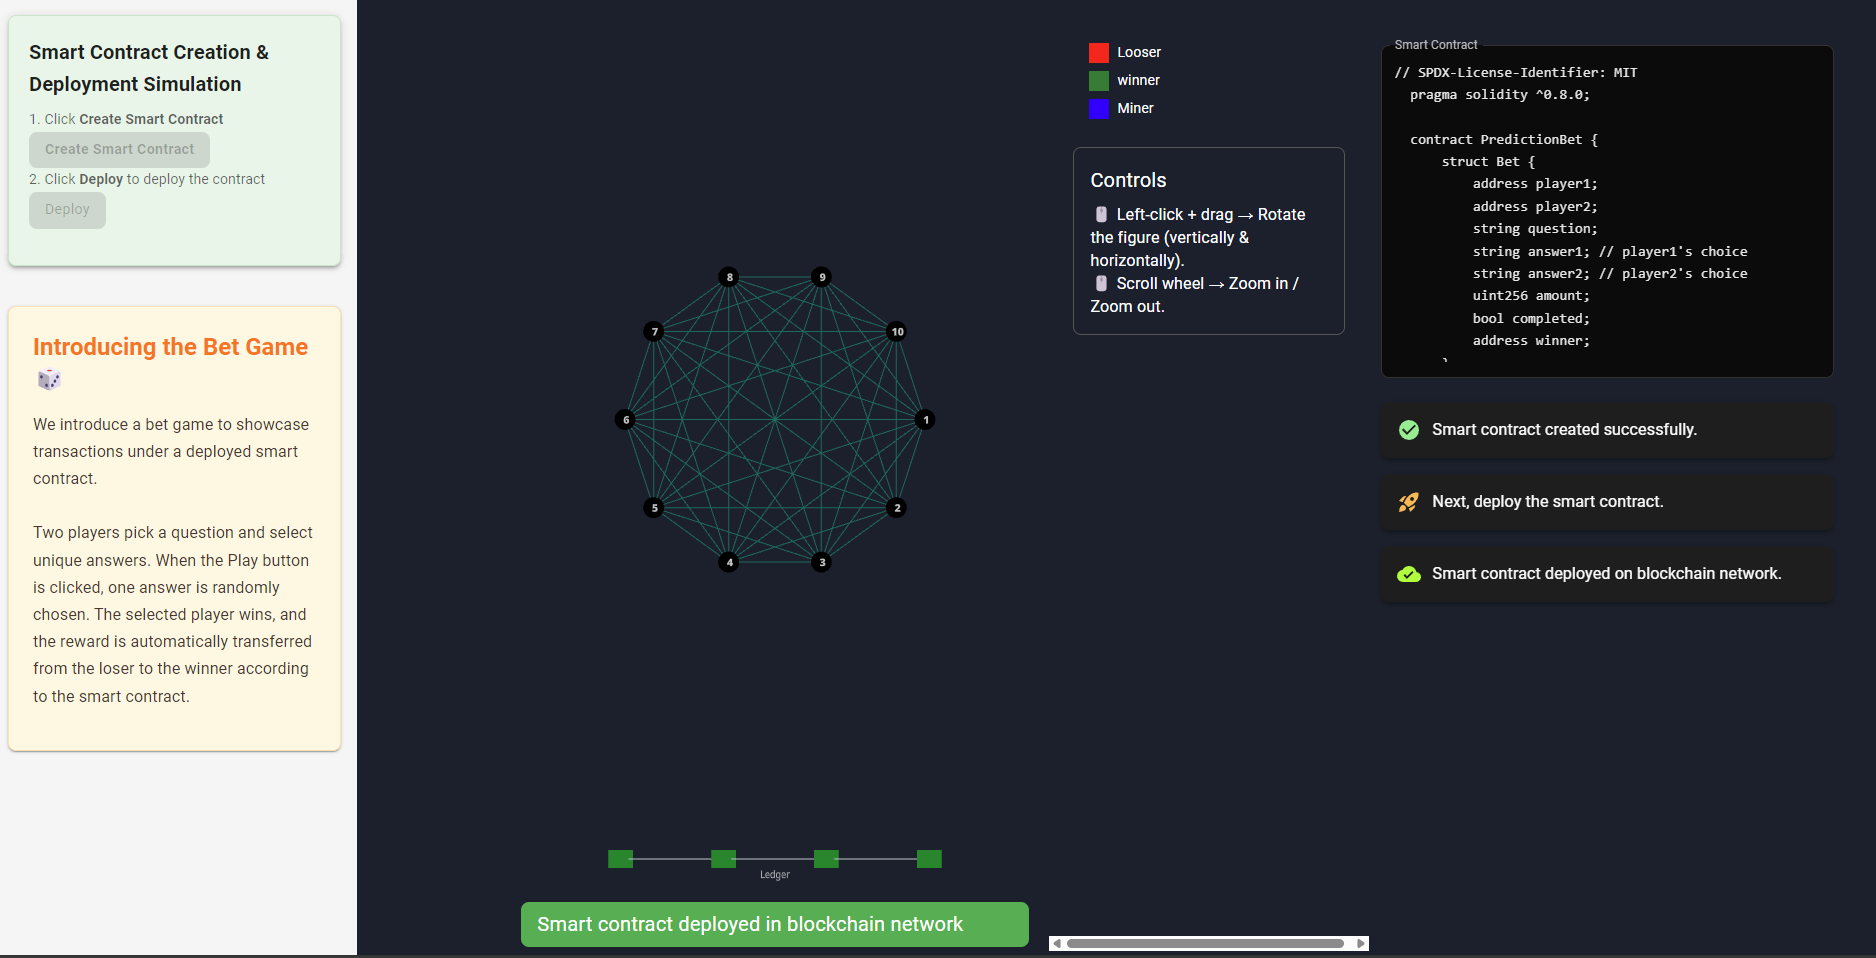 Smart Contract Creation &
Deployment Simulation
1. Click Create Smart Contract
Create Smart Contract
2. Click Deploy to deploy the contract
Deploy
Introducing the Bet Game
🎲
We introduce a bet game to showcase
transactions under a deployed smart
contract.
Two players pick a question and select
unique answers. When the Play button
is clicked, one answer is randomly
chosen. The selected player wins, and
the reward is automatically transferred
from the loser to the winner according
to the smart contract.
8
9
7
10
6
1
5
2
4
3
Ledger
Smart contract deployed in blockchain network
Looser
winner
Miner
Controls
🖱️ Left-click + drag → Rotate
the figure (vertically &
horizontally).
🖱️ Scroll wheel → Zoom in /
Zoom out.
Smart Contract
// SPDX-License-Identifier: MIT
pragma solidity ^0.8.0;
contract PredictionBet {
struct Bet {
address player1;
address player2;
string question;
string answer1; // player1's choice
string answer2; // player2's choice
uint256 amount;
bool completed;
address winner;
}
Smart contract created successfully.
Next, deploy the smart contract.
Smart contract deployed on blockchain network.